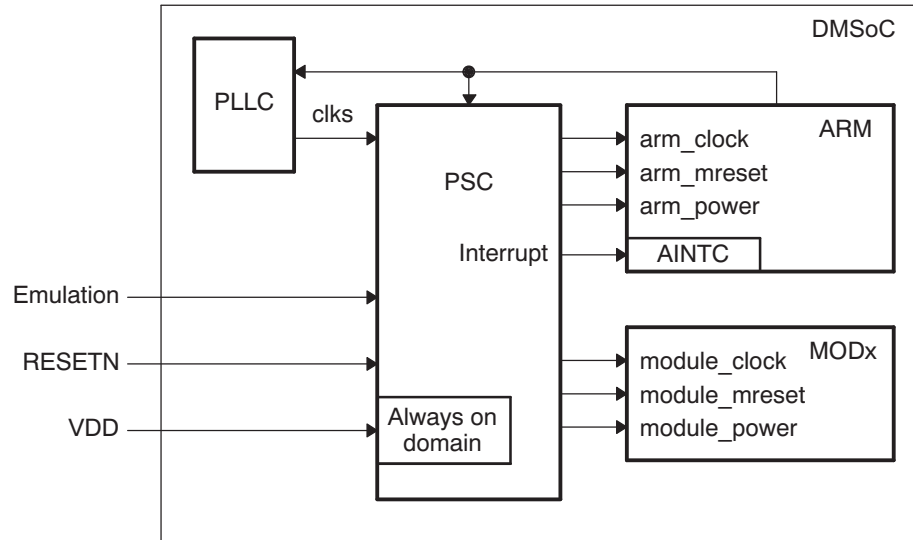 DMSoC
PLLC
clks
PSC
Interrupt
ARM
arm_clock
arm_mreset
arm_power
AINTC
Emulation
RESETN
VDD
Always on
domain
MODx
module_clock
module_mreset
module_power